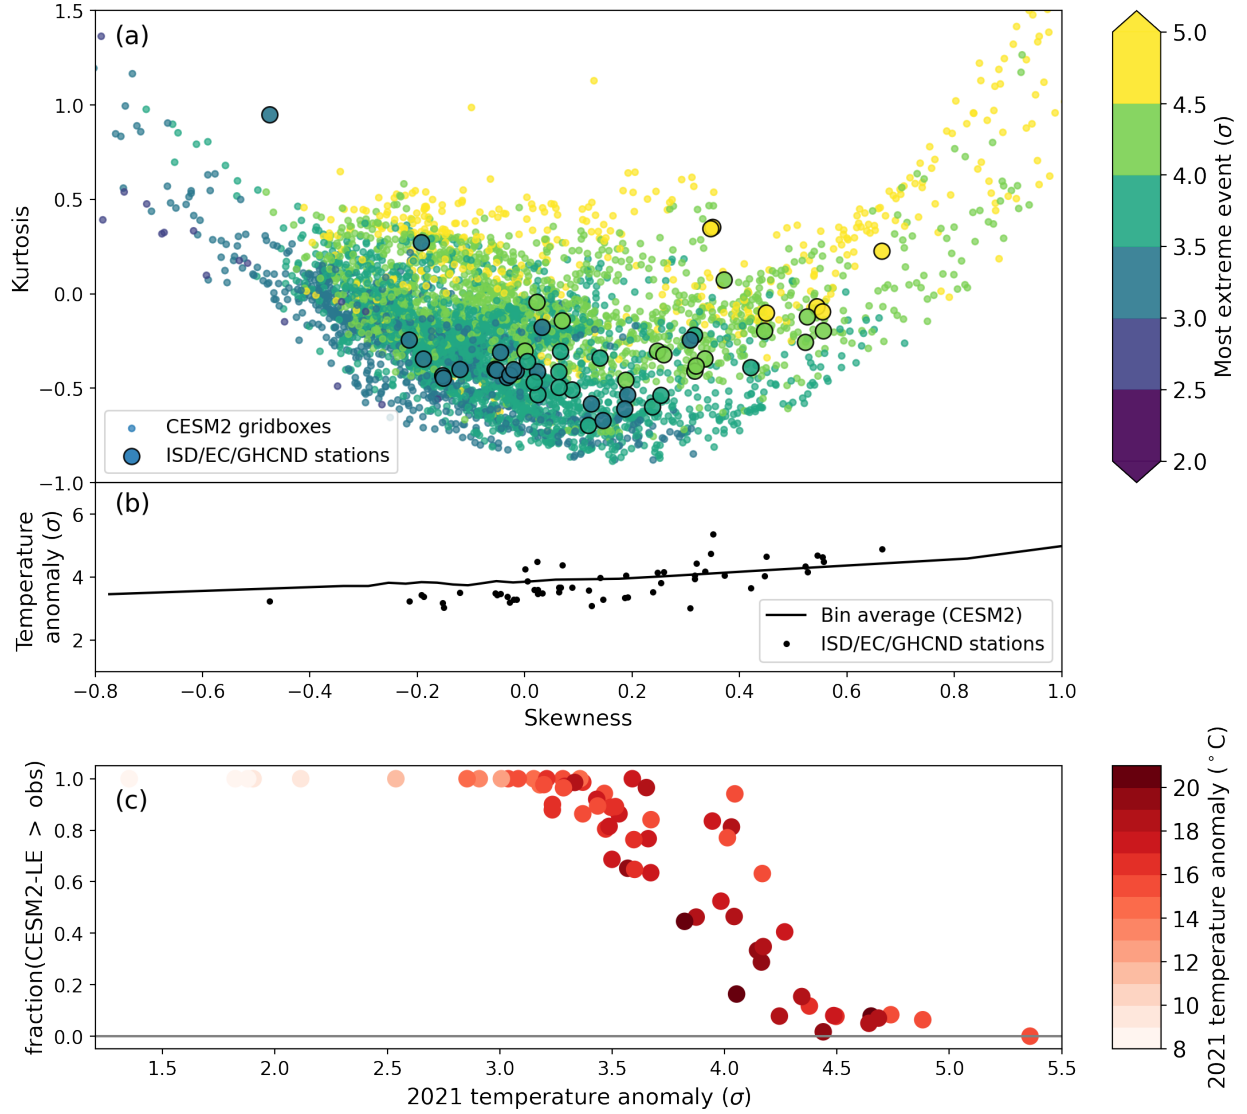 (a)
Kurtosis
1.5
1.0
0.5
0.0
−0.5
−1.0
CESM2 gridboxes
ISD/EC/GHCND stations
5.0
4.5
4.0
3.5
3.0
2.5
2.0
Most extreme event (σ)
(b)
Temperature
anomaly (σ)
6
4
2
Bin average (CESM2)
ISD/EC/GHCND stations
−0.8 −0.6 −0.4 −0.2 0.0 0.2 0.4 0.6 0.8 1.0
Skewness
(c)
fraction(CESM2-LE > obs)
1.0
0.8
0.6
0.4
0.2
0.0
1.5 2.0 2.5 3.0 3.5 4.0 4.5 5.0 5.5
2021 temperature anomaly (σ)
20
18
16
14
12
10
8
2021 temperature anomaly (°C)